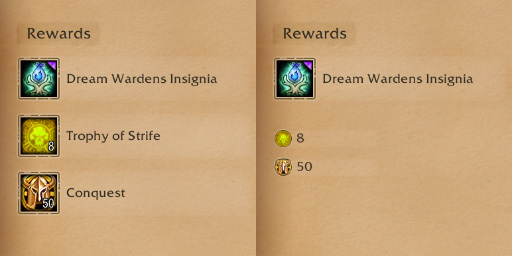 Rewards
Dream Wardens Insignia
8
Trophy of Strife
50
Conquest
Rewards
Dream Wardens Insignia
8
50